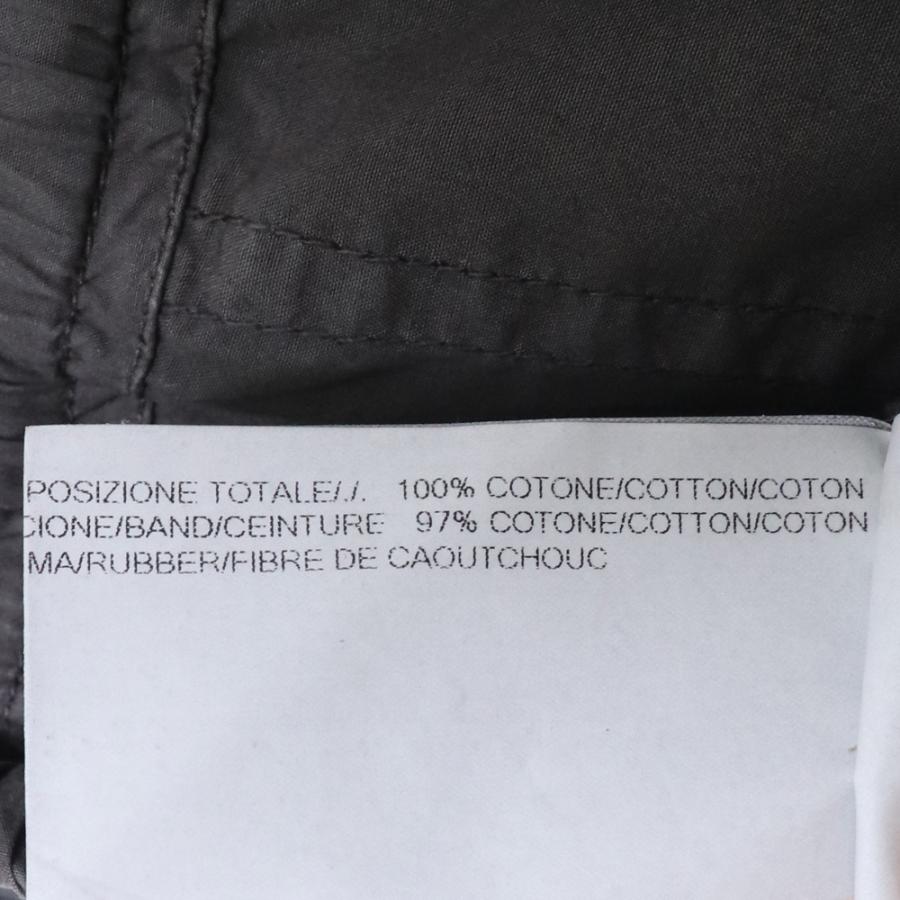 POSIZIONE TOTALE/./. 100% COTONE/COTTON/COTON
CIONE/BAND/CEINTURE 97% COTONE/COTTON/COTON
MA/RUBBER/FIBRE DE CAOUTCHOUC